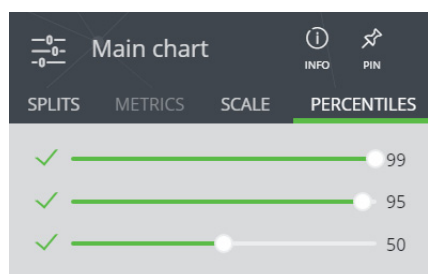 Main chart
INFO PIN
SPLITS METRICS SCALE PERCENTILES
99
95
50